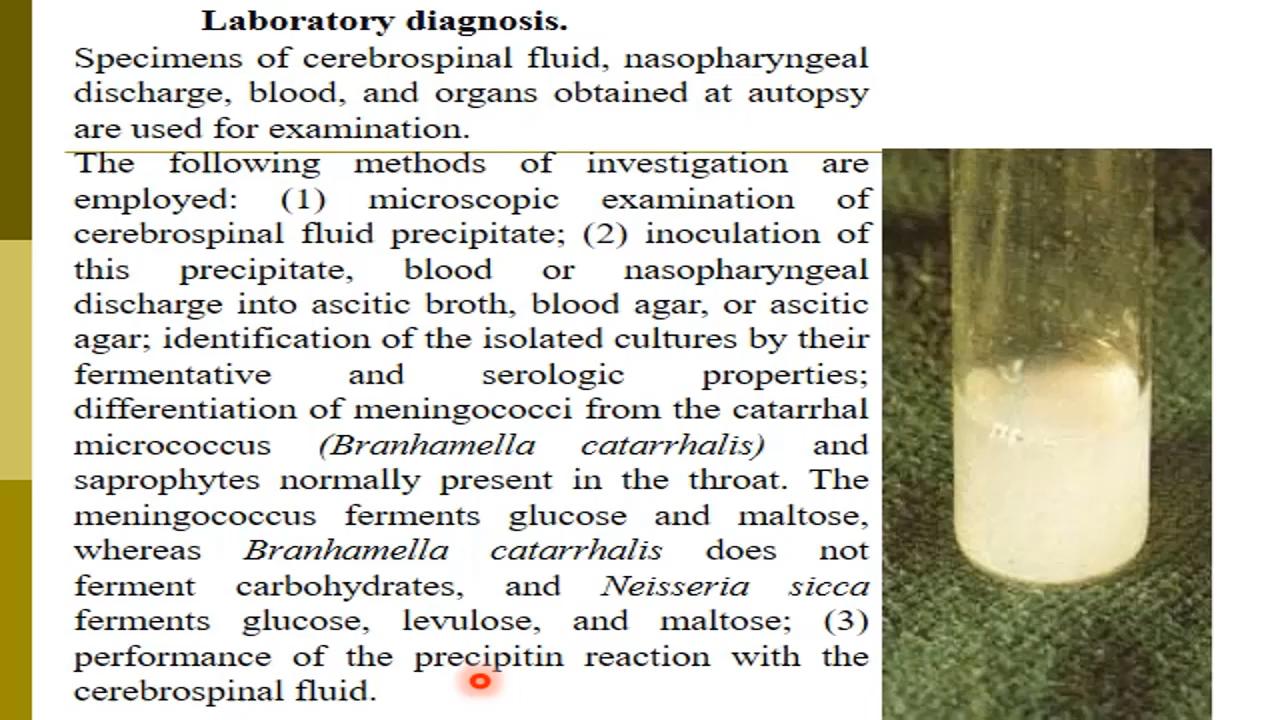 Laboratory diagnosis.
Specimens of cerebrospinal fluid, nasopharyngeal
discharge, blood, and organs obtained at autopsy
are used for examination.
The following methods of investigation are
employed: (1) microscopic examination of
cerebrospinal fluid precipitate; (2) inoculation of
this precipitate, blood or nasopharyngeal
discharge into ascitic broth, blood agar, or ascitic
agar; identification of the isolated cultures by their
fermentative and serologic properties;
differentiation of meningococci from the catarrhal
micrococcus (Branhamella catarrhalis) and
saprophytes normally present in the throat. The
meningococcus ferments glucose and maltose,
whereas Branhamella catarrhalis does not
ferment carbohydrates, and Neisseria sicca
ferments glucose, levulose, and maltose; (3)
performance of the precipitin reaction with the
cerebrospinal fluid.